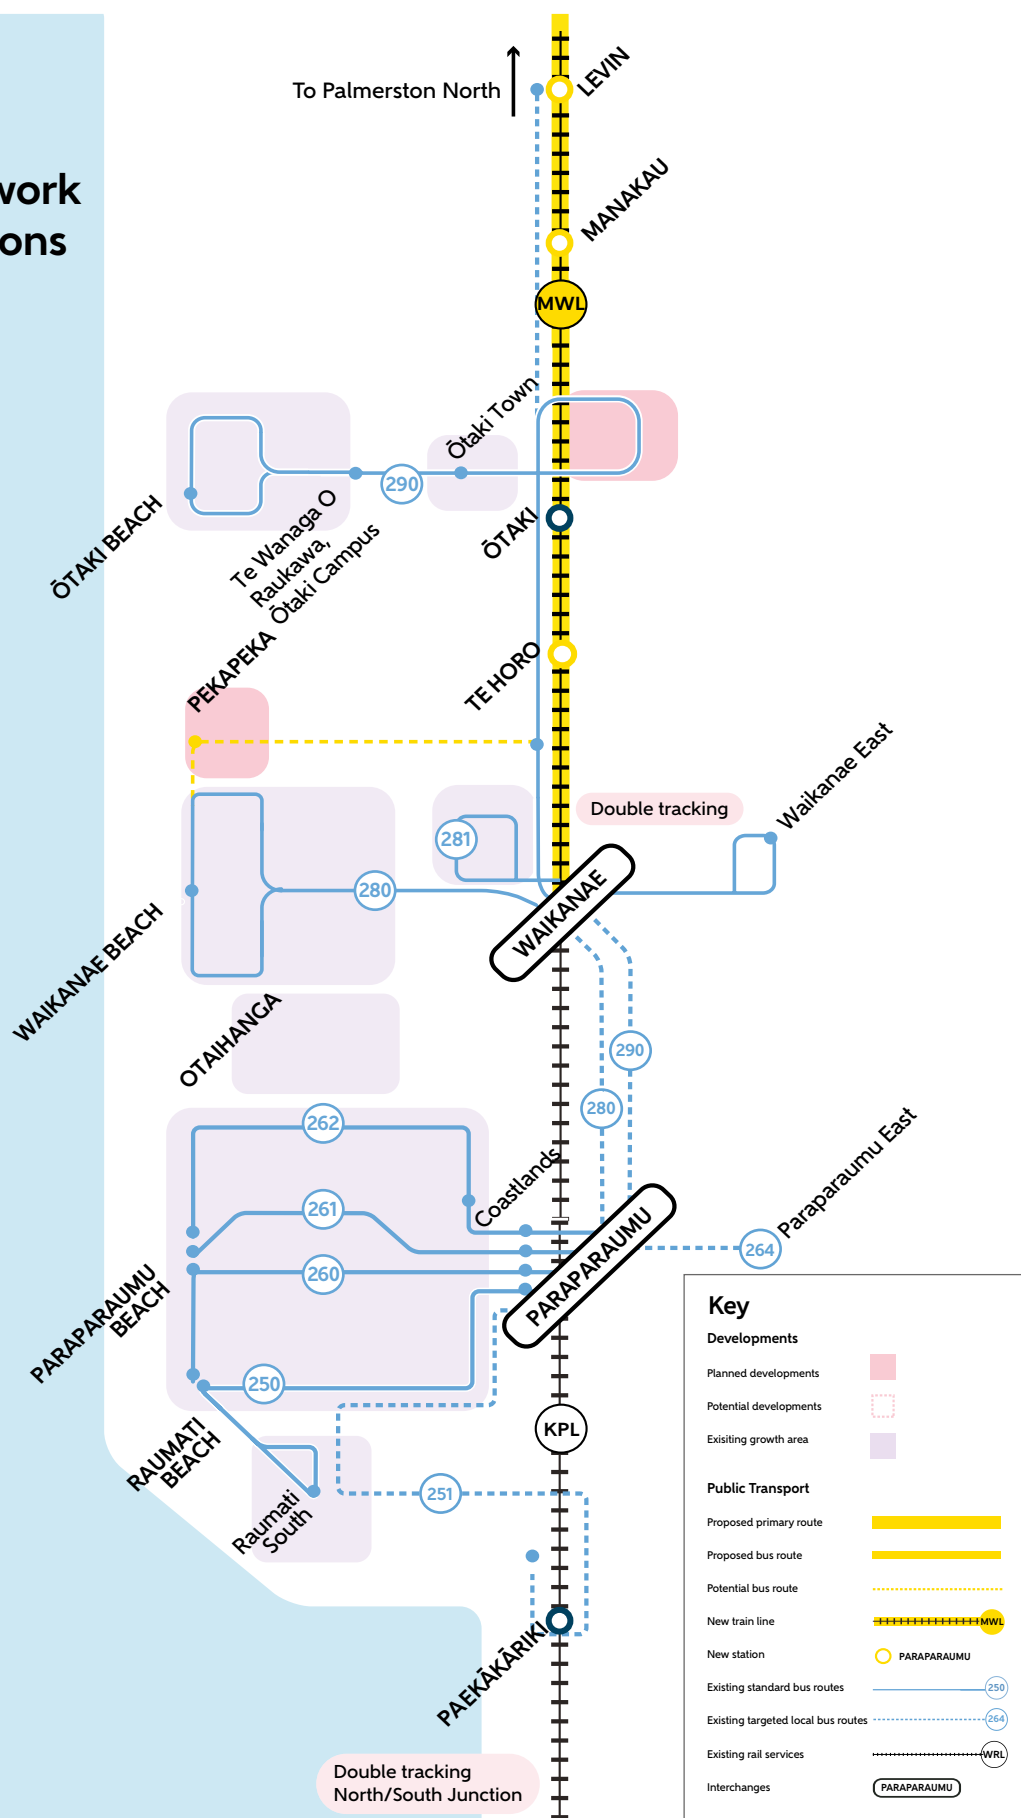 work
ons
To Palmerston North
LEVIN
MANAKAU
MWL
Ōtaki Town
290
ŌTAKI BEACH
Te Wanaga O
Raukawa,
Ōtaki Campus
ŌTAKI
PEKAPEKA
TE HORO
Waikanae East
Double tracking
281
280
WAIKANAE
WAIKANAE BEACH
OTAIHANGA
290
280
262
Coastlands
Paraparaumu East
261
264
260
PARAPARAUMU
PARAPARAUMU
BEACH
250
KPL
RAUMATI
BEACH
251
Raumati
South
PAEKĀKĀRIKI
Double tracking
North/South Junction
Key
Developments
Planned developments
Potential developments
Exisiting growth area
Public Transport
Proposed primary route
Proposed bus route
Potential bus route
New train line MWL
New station PARAPARAUMU
Existing standard bus routes 250
Existing targeted local bus routes 264
Existing rail services WRL
Interchanges PARAPARAUMU